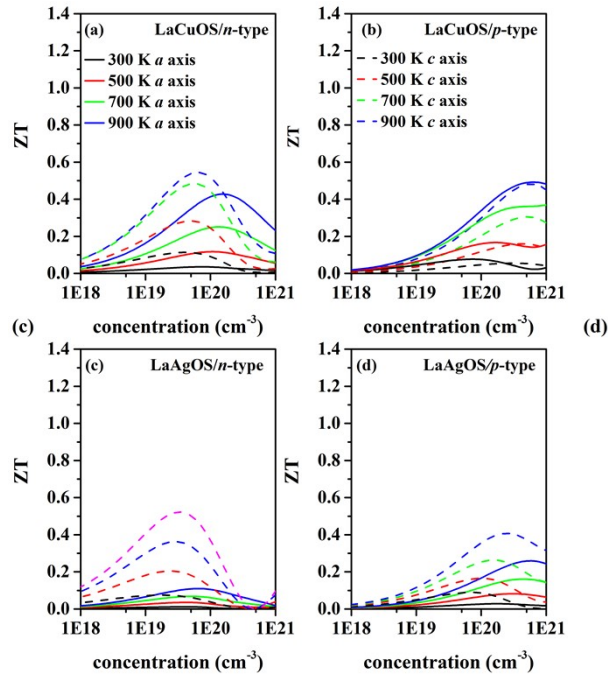 (a) LaCuOS/n-type
300 K a axis
500 K a axis
700 K a axis
900 K a axis
ZT
1.4
1.2
1.0
0.8
0.6
0.4
0.2
0.0
1E18 1E19 1E20 1E21
concentration (cm⁻³)
(b) LaCuOS/p-type
300 K c axis
500 K c axis
700 K c axis
900 K c axis
ZT
1.4
1.2
1.0
0.8
0.6
0.4
0.2
0.0
1E18 1E19 1E20 1E21
concentration (cm⁻³)
(c)
(d)
(c) LaAgOS/n-type
ZT
1.4
1.2
1.0
0.8
0.6
0.4
0.2
0.0
1E18 1E19 1E20 1E21
concentration (cm⁻³)
(d) LaAgOS/p-type
ZT
1.4
1.2
1.0
0.8
0.6
0.4
0.2
0.0
1E18 1E19 1E20 1E21
concentration (cm⁻³)